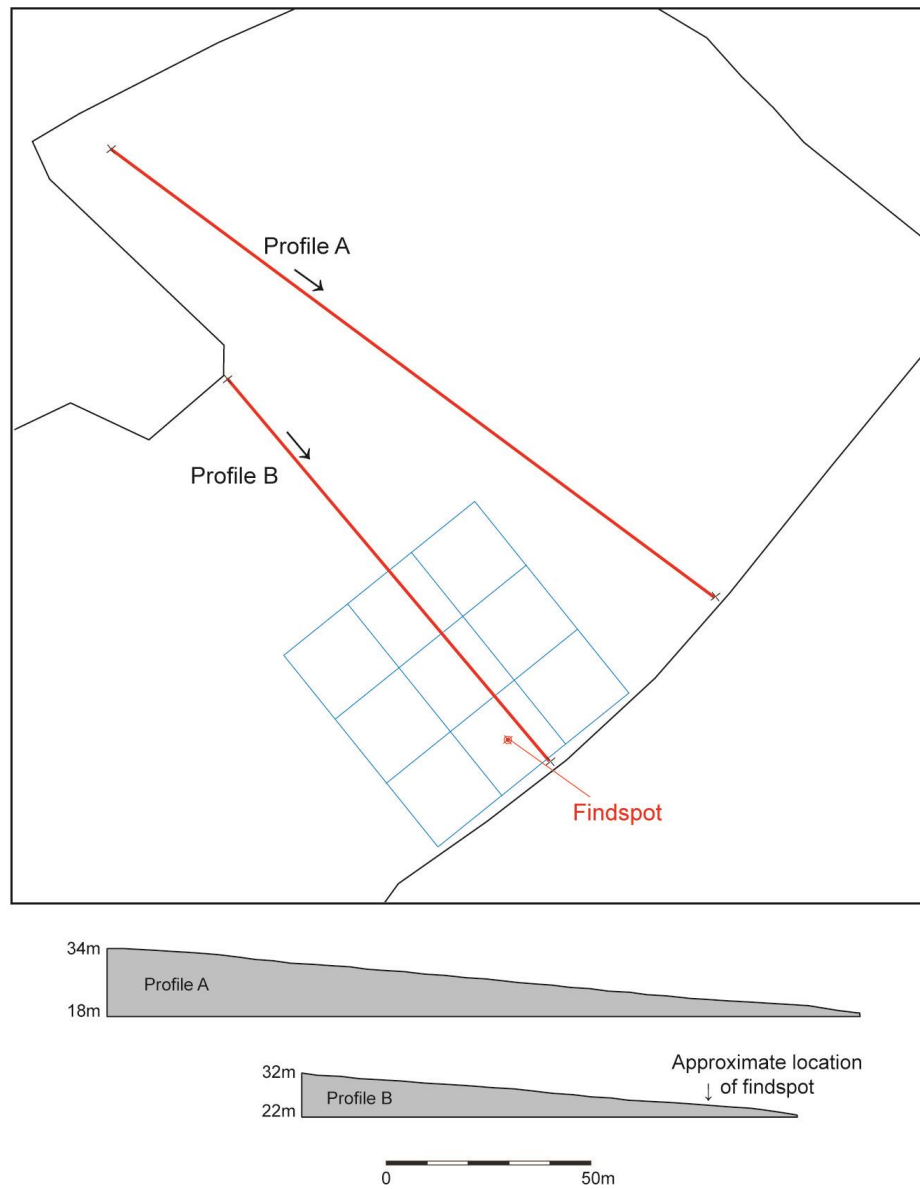 Profile A
Profile B
Findspot
34m
Profile A
18m
Approximate location
of findspot
32m
Profile B
22m
0
50m